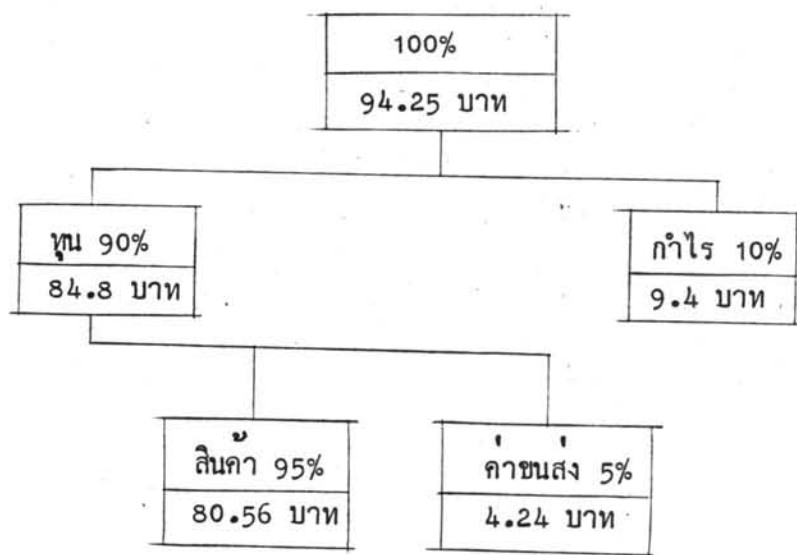 100%
94.25 บาท
ทุน 90%
84.8 บาท
กำไร 10%
9.4 บาท
สินค้า 95%
80.56 บาท
ค่าขนส่ง 5%
4.24 บาท